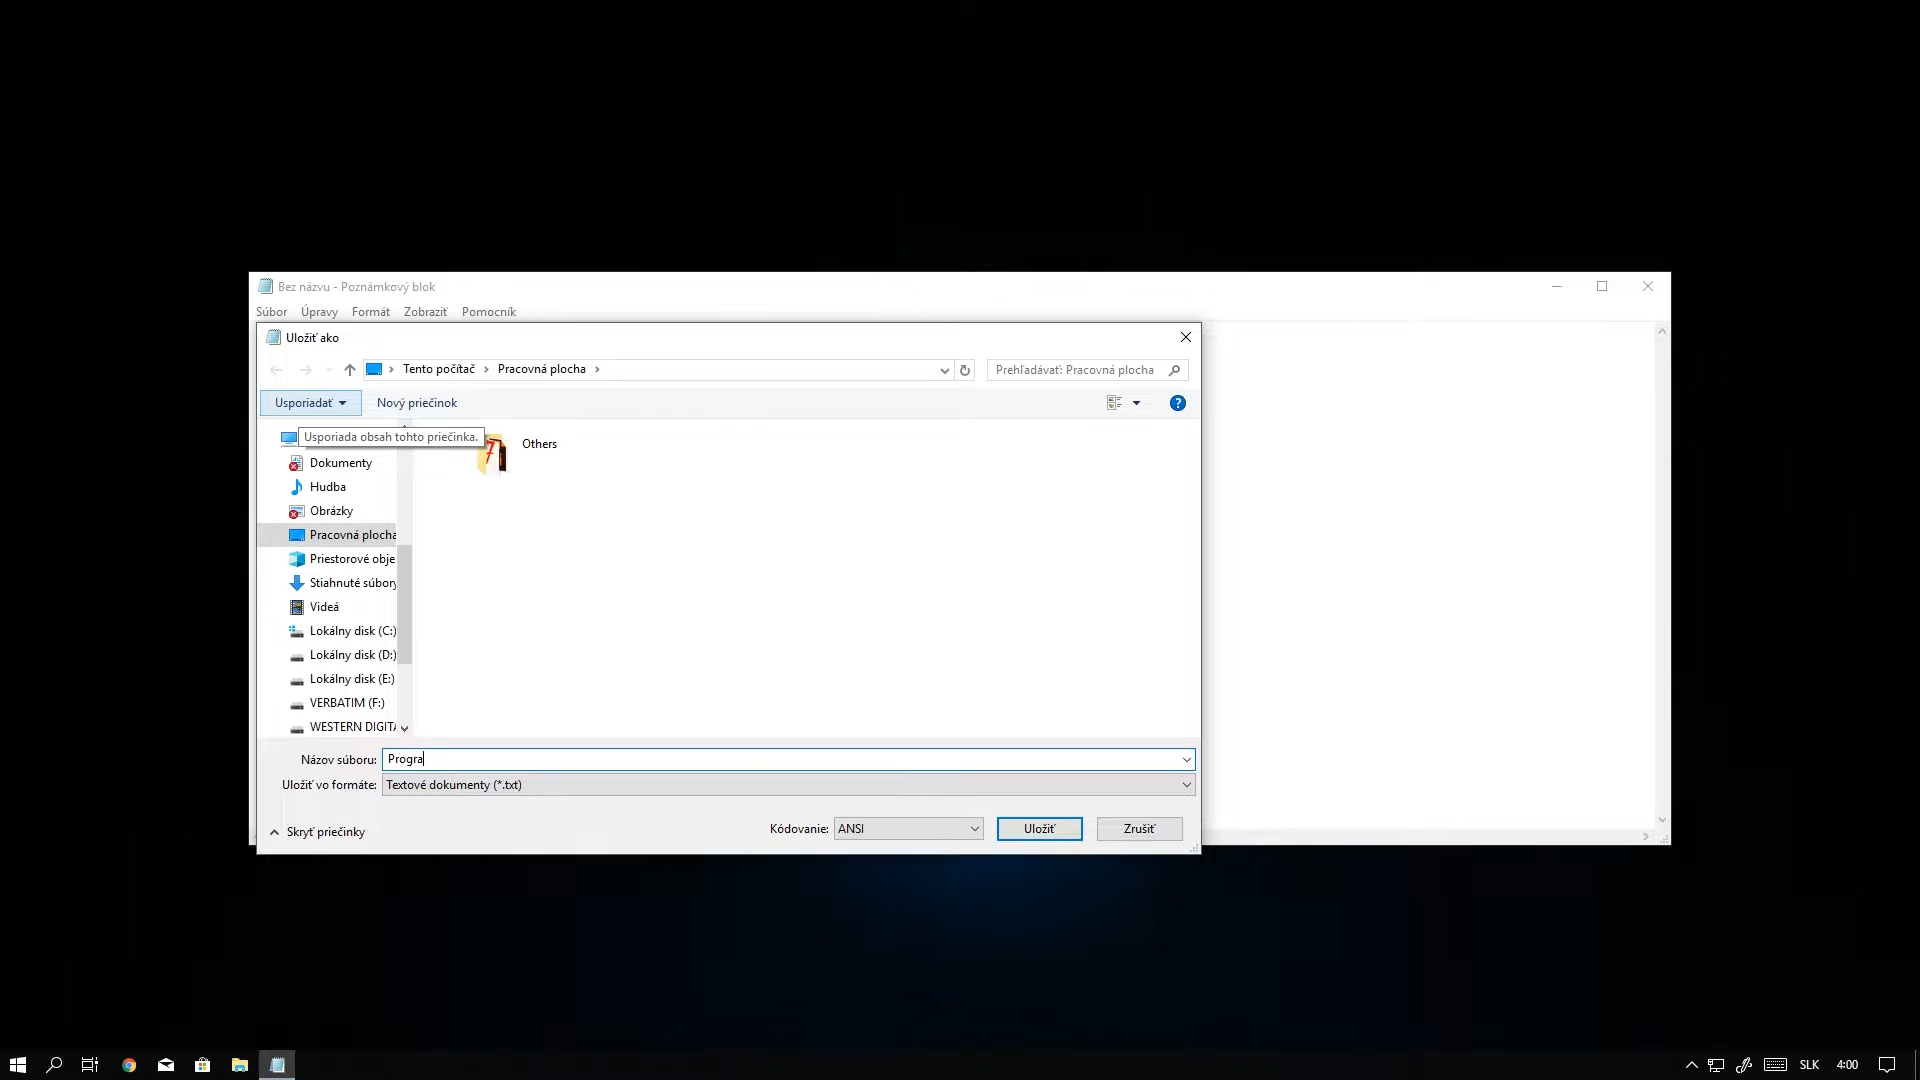 Bez názvu - Poznámkový blok
Súbor Úpravy Formát Zobraziť Pomocník
Uložiť ako
Tento počítač Pracovná plocha
Prehľadávať: Pracovná plocha
Usporiadať Nový priečinok
Usporiada obsah tohto priečinka.
Others
Dokumenty
Hudba
Obrázky
Pracovná plocha
Priestorové obje
Stiahnuté súbory
Videá
Lokálny disk (C:)
Lokálny disk (D:)
Lokálny disk (E:)
VERBATIM (F:)
WESTERN DIGITA
Názov súboru: Progra
Uložiť vo formáte: Textové dokumenty (*.txt)
Skryť priečinky
Kódovanie: ANSI Uložiť Zrušiť
SLK 4:00